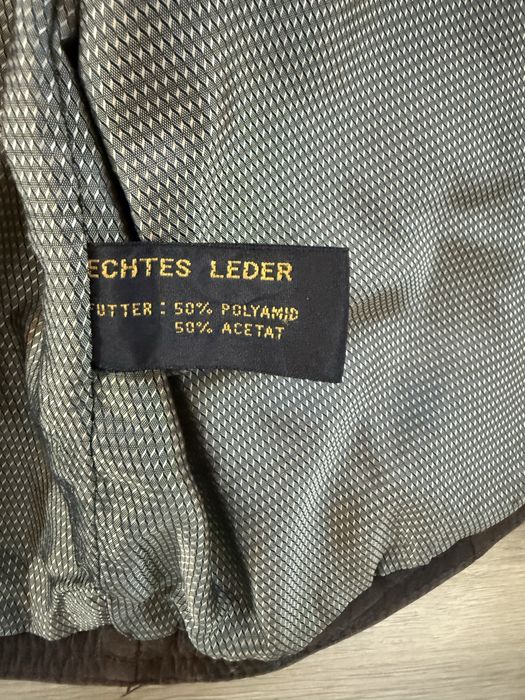 ECHTES LEDER
FUTTER: 50% POLYAMID
50% ACETAT